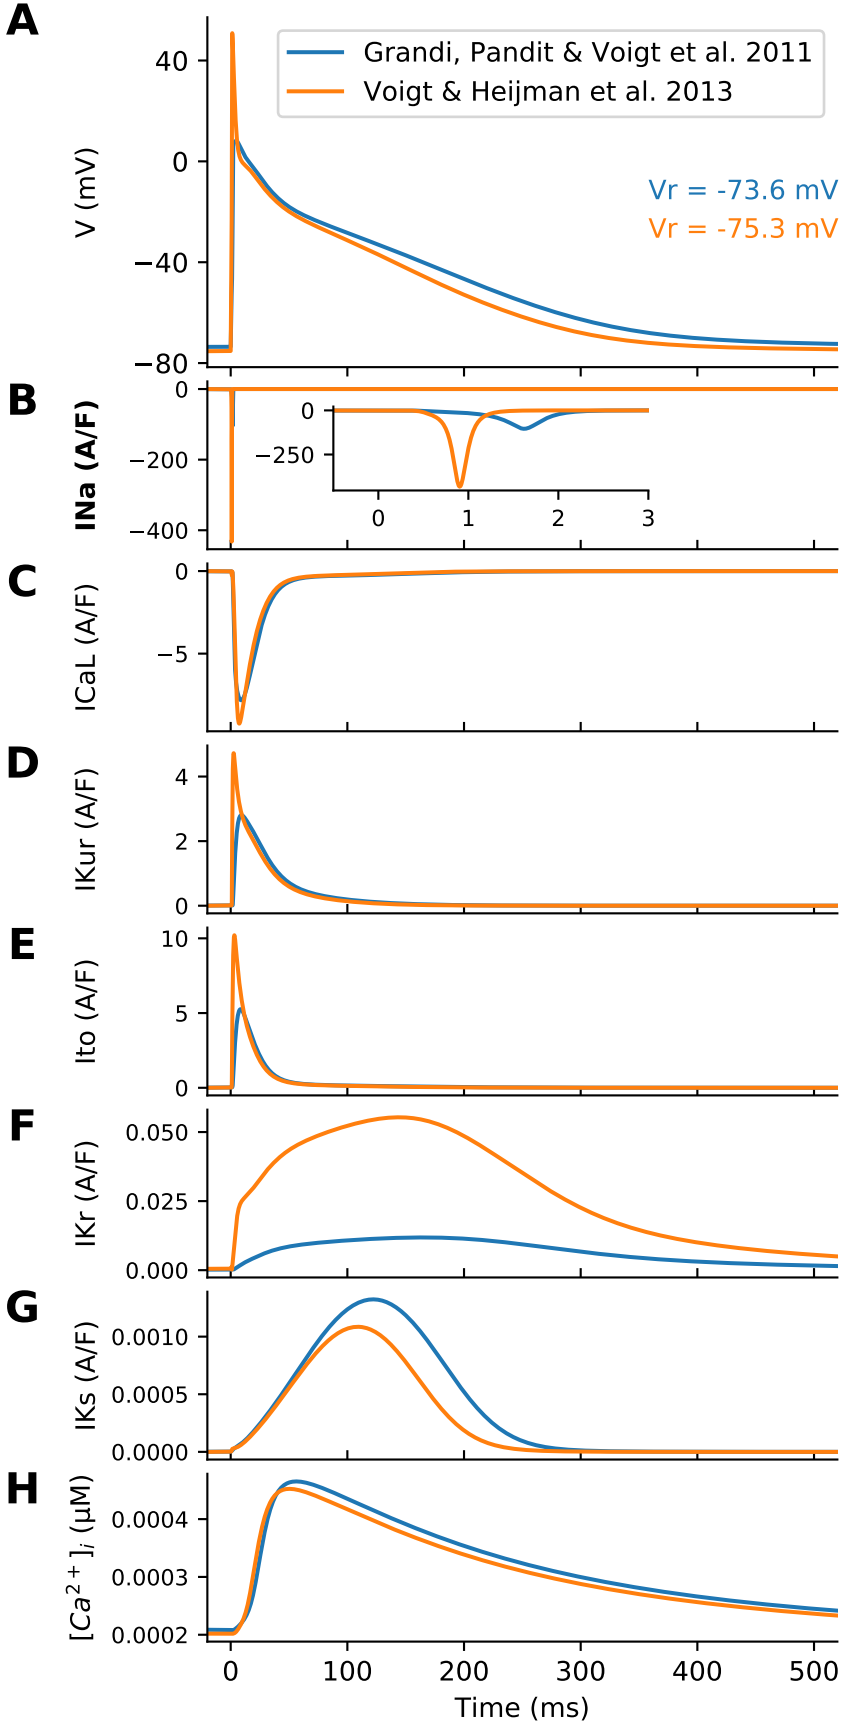 A
Grandi, Pandit & Voigt et al. 2011
Voigt & Heijman et al. 2013
Vr = -73.6 mV
Vr = -75.3 mV
V (mV)
40
0
−40
−80
B
INa (A/F)
0
−200
−400
0
−250
0 1 2 3
C
ICaL (A/F)
0
−5
D
IKur (A/F)
4
2
0
E
Ito (A/F)
10
5
0
F
IKr (A/F)
0.050
0.025
0.000
G
IKs (A/F)
0.0010
0.0005
0.0000
H
[Ca²⁺]ᵢ (μM)
0.0004
0.0003
0.0002
0 100 200 300 400 500
Time (ms)